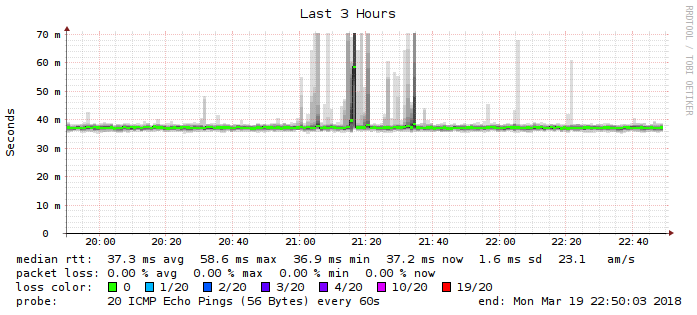 Last 3 Hours
RRDTOOL / TOBI OETIKER
Seconds
70 m
60 m
50 m
40 m
30 m
20 m
10 m
0
20:00 20:20 20:40 21:00 21:20 21:40 22:00 22:20 22:40
median rtt: 37.3 ms avg 58.6 ms max 36.9 ms min 37.2 ms now 1.6 ms sd 23.1 am/s
packet loss: 0.00 % avg 0.00 % max 0.00 % min 0.00 % now
loss color: 0 1/20 2/20 3/20 4/20 10/20 19/20
probe: 20 ICMP Echo Pings (56 Bytes) every 60s end: Mon Mar 19 22:50:03 2018